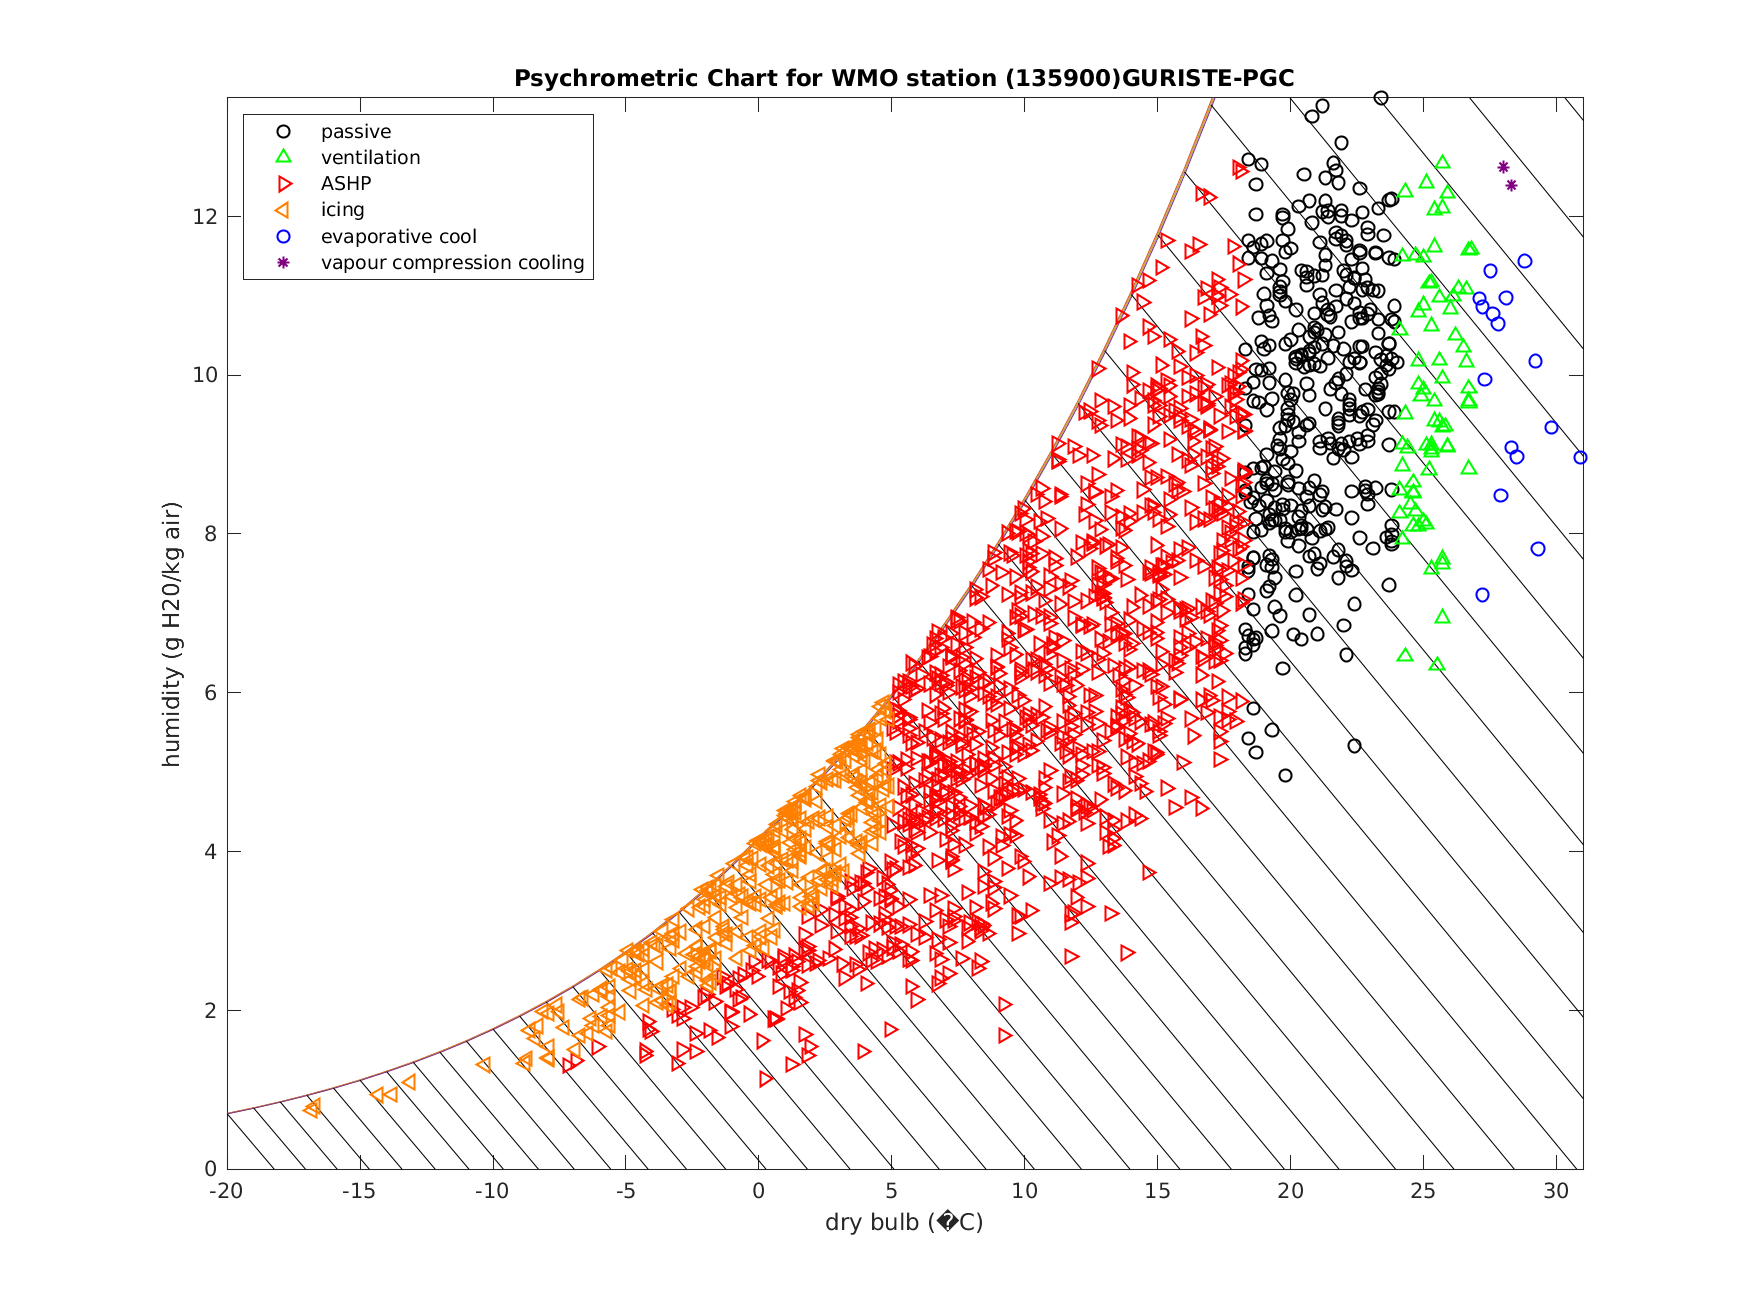 Psychrometric Chart for WMO station (135900)GURISTE-PGC
passive
ventilation
ASHP
icing
evaporative cool
vapour compression cooling
humidity (g H20/kg air)
12
10
8
6
4
2
0
-20 -15 -10 -5 0 5 10 15 20 25 30
dry bulb (�C)